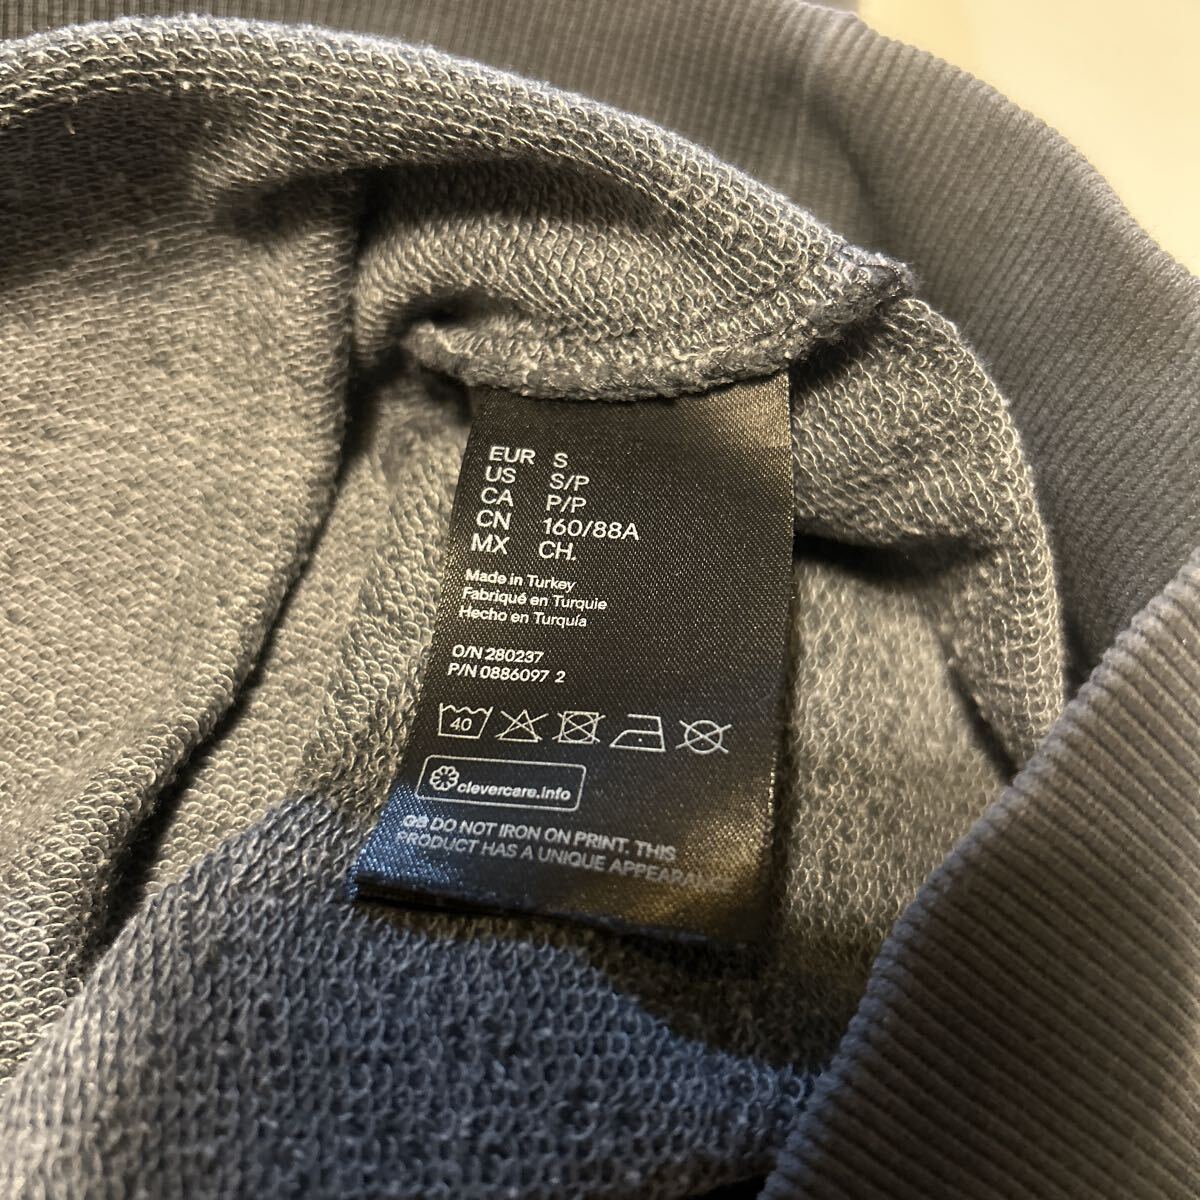 EUR S
US S/P
CA P/P
CN 160/88A
MX CH.
Made in Turkey
Fabriqué en Turquie
Hecho en Turquía
O/N 280237
P/N 0886097 2
40
clevercare.info
GB DO NOT IRON ON PRINT. THIS
PRODUCT HAS A UNIQUE APPEARANCE